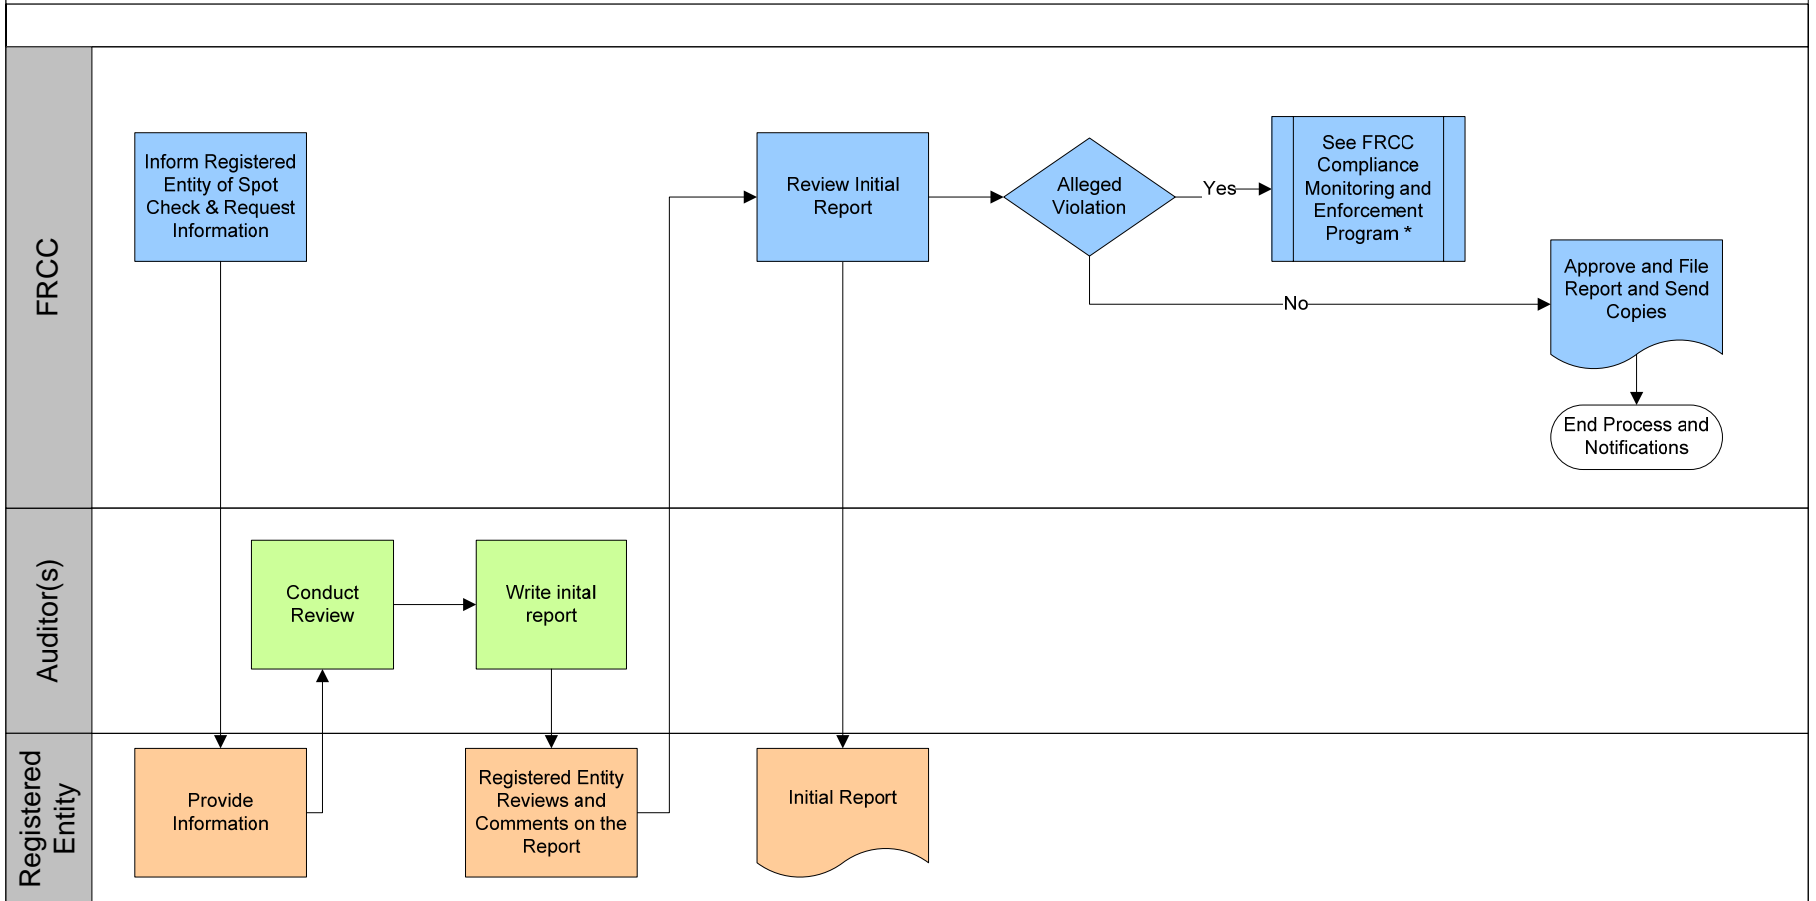 FRCC
Inform Registered
Entity of Spot
Check & Request
Information
Review Initial
Report
Alleged
Violation
Yes
See FRCC
Compliance
Monitoring and
Enforcement
Program *
No
Approve and File
Report and Send
Copies
End Process and
Notifications
Auditor(s)
Conduct
Review
Write inital
report
Registered
Entity
Provide
Information
Registered Entity
Reviews and
Comments on the
Report
Initial Report